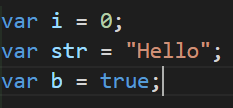 var i = 0;
var str = "Hello";
var b = true;